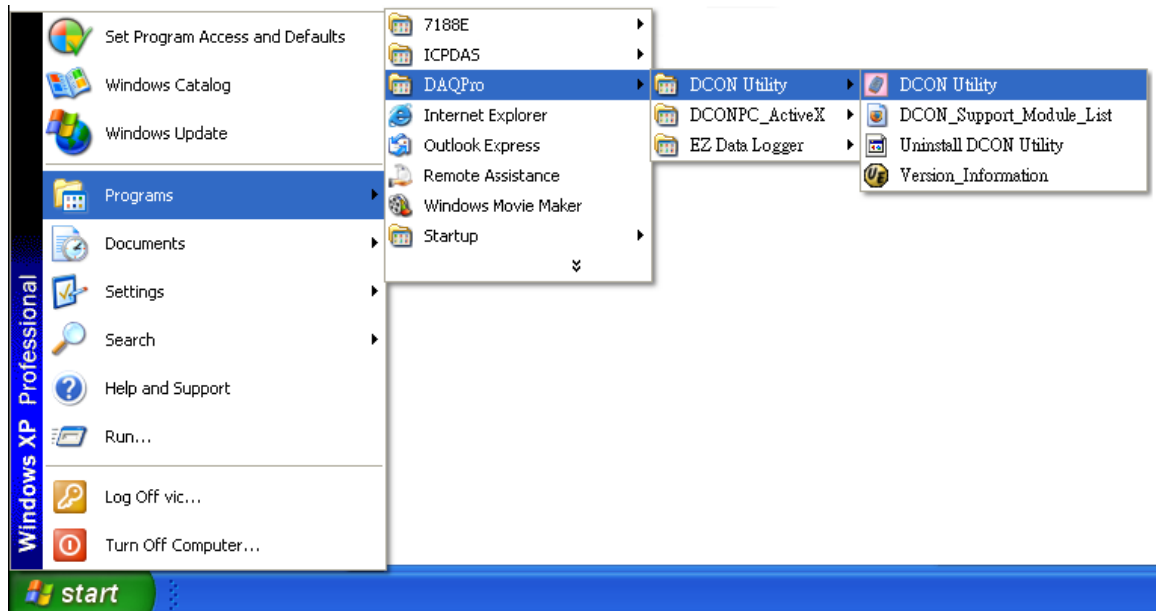 Set Program Access and Defaults
Windows Catalog
Windows Update
Programs
Documents
Settings
Search
Help and Support
Run...
Log Off vic...
Turn Off Computer...
Windows XP Professional
start
7188E
ICPDAS
DAQPro
Internet Explorer
Outlook Express
Remote Assistance
Windows Movie Maker
Startup
DCON Utility
DCONPC_ActiveX
EZ Data Logger
DCON Utility
DCON_Support_Module_List
Uninstall DCON Utility
Version_Information